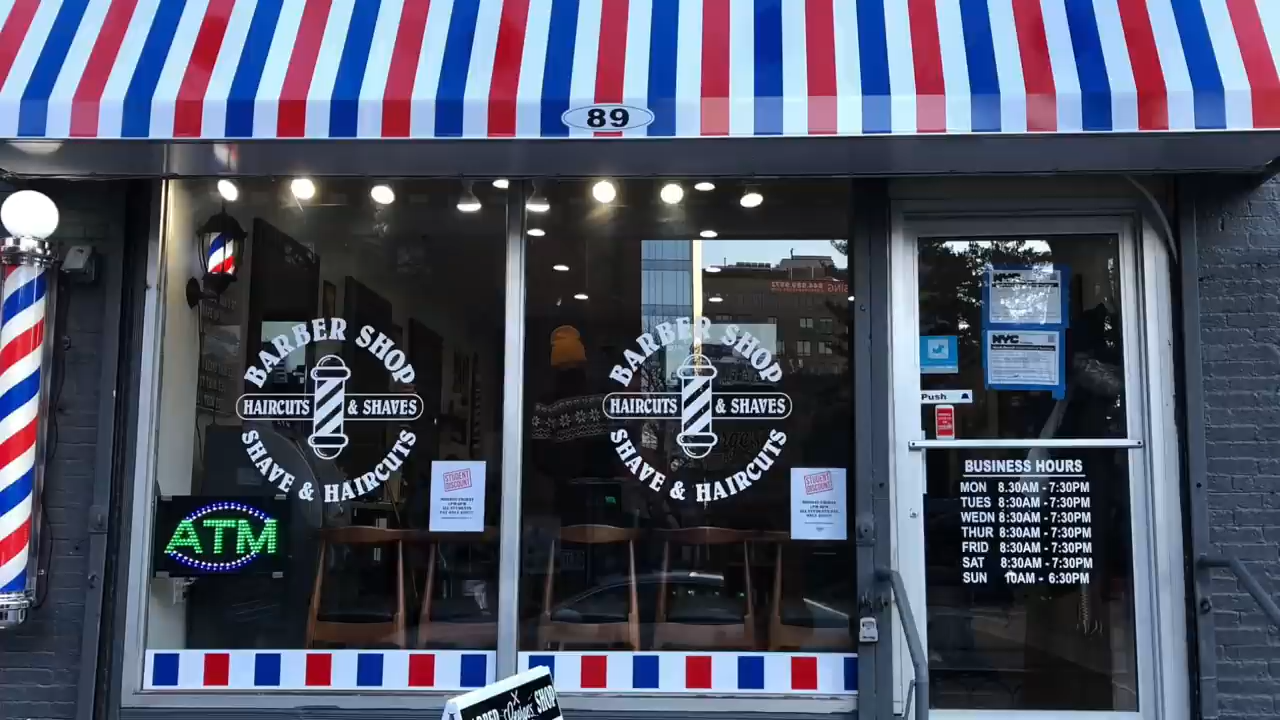 89
BARBER SHOP
HAIRCUTS & SHAVES
SHAVE & HAIRCUTS
BARBER SHOP
HAIRCUTS & SHAVES
SHAVE & HAIRCUTS
STUDENT
DISCOUNT
STUDENT
DISCOUNT
ATM
NYC
NYC
Push
BUSINESS HOURS
MON 8.30AM - 7:30PM
TUES 8:30AM - 7:30PM
WEDN 8:30AM - 7:30PM
THUR 8:30AM - 7:30PM
FRID 8:30AM - 7:30PM
SAT 8:30AM - 7:30PM
SUN 10AM - 6:30PM
SHOP